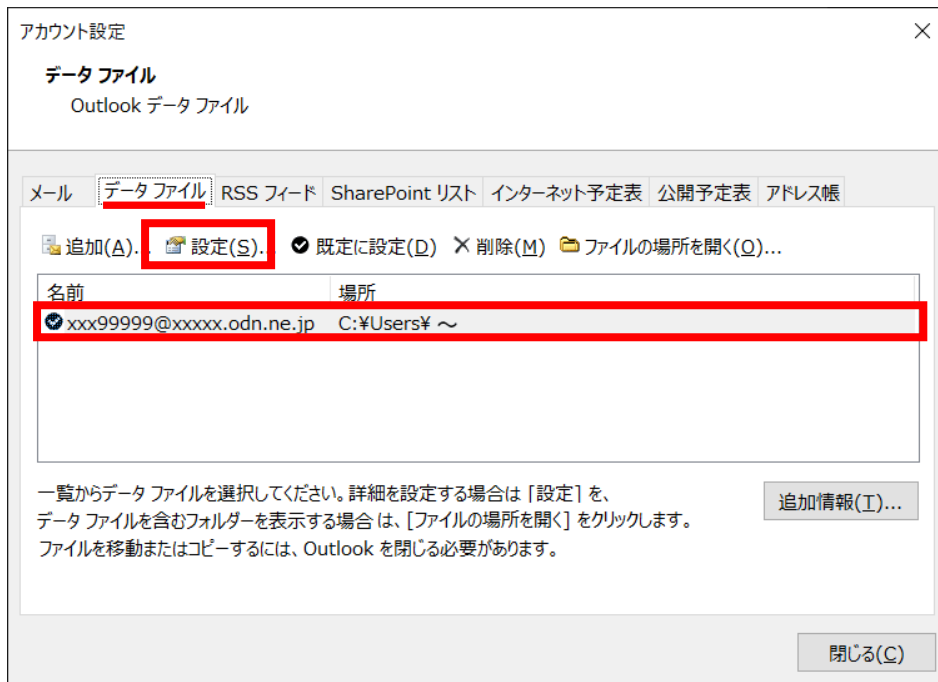 アカウント設定
データ ファイル
Outlook データ ファイル
メール データ ファイル RSS フィード SharePoint リスト インターネット予定表 公開予定表 アドレス帳
追加(A)... 設定(S)... 既定に設定(D) 削除(M) ファイルの場所を開く(O)...
名前 場所
xxx99999@xxxxx.odn.ne.jp C:¥Users¥ ～
一覧からデータ ファイルを選択してください。詳細を設定する場合は [設定] を、
データ ファイルを含むフォルダーを表示する場合 は、[ファイルの場所を開く] をクリックします。
ファイルを移動またはコピーするには、Outlook を閉じる必要があります。
追加情報(T)...
閉じる(C)